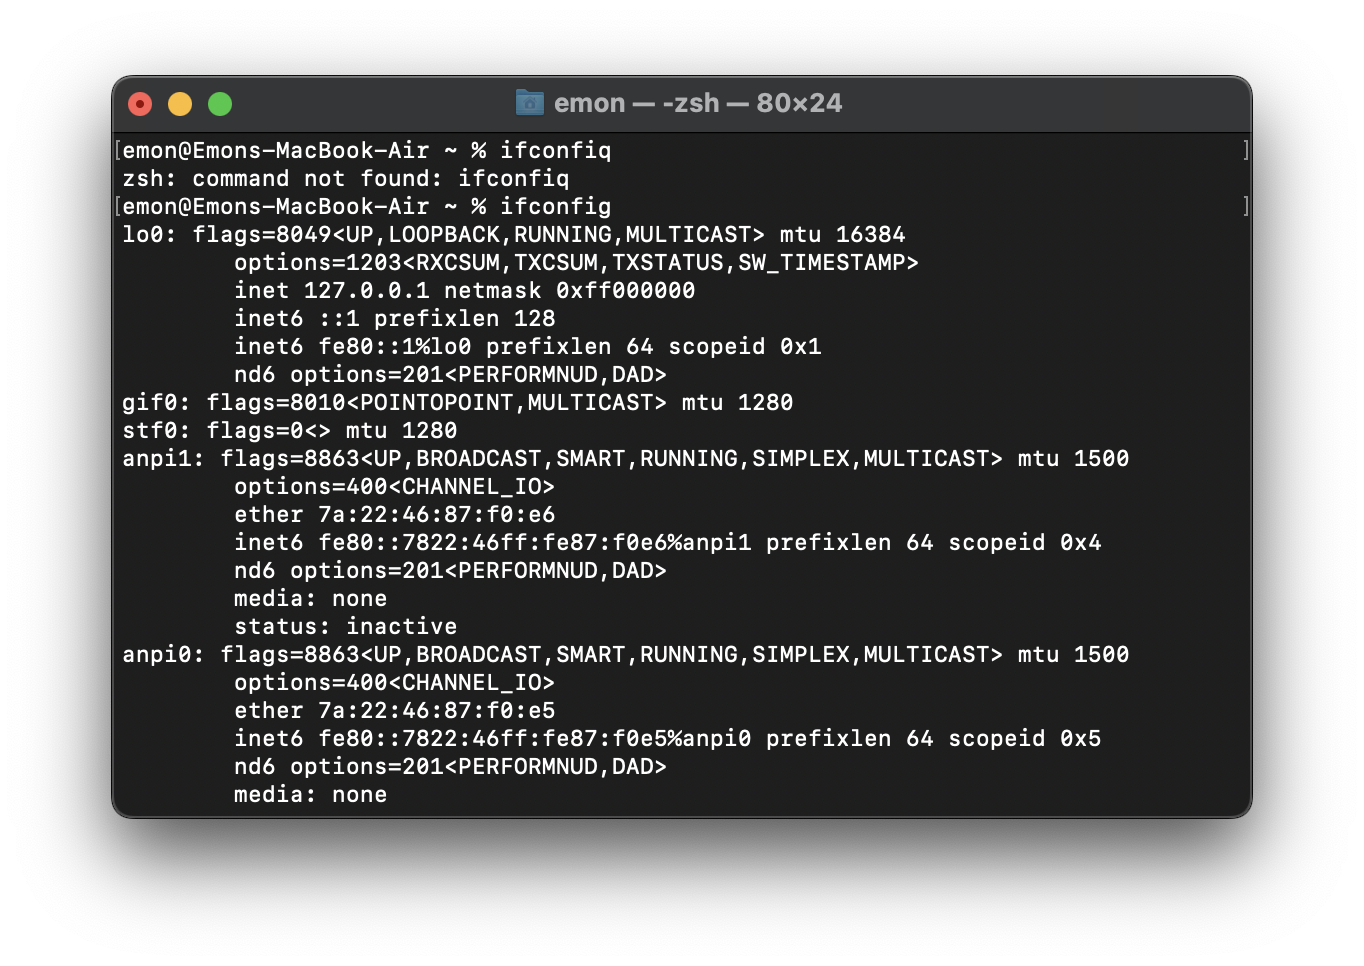 emon — -zsh — 80×24
[emon@Emons-MacBook-Air ~ % ifconfiq ]
zsh: command not found: ifconfiq
[emon@Emons-MacBook-Air ~ % ifconfig ]
lo0: flags=8049<UP,LOOPBACK,RUNNING,MULTICAST> mtu 16384
options=1203<RXCSUM,TXCSUM,TXSTATUS,SW_TIMESTAMP>
inet 127.0.0.1 netmask 0xff000000
inet6 ::1 prefixlen 128
inet6 fe80::1%lo0 prefixlen 64 scopeid 0x1
nd6 options=201<PERFORMNUD,DAD>
gif0: flags=8010<POINTOPOINT,MULTICAST> mtu 1280
stf0: flags=0<> mtu 1280
anpi1: flags=8863<UP,BROADCAST,SMART,RUNNING,SIMPLEX,MULTICAST> mtu 1500
options=400<CHANNEL_IO>
ether 7a:22:46:87:f0:e6
inet6 fe80::7822:46ff:fe87:f0e6%anpi1 prefixlen 64 scopeid 0x4
nd6 options=201<PERFORMNUD,DAD>
media: none
status: inactive
anpi0: flags=8863<UP,BROADCAST,SMART,RUNNING,SIMPLEX,MULTICAST> mtu 1500
options=400<CHANNEL_IO>
ether 7a:22:46:87:f0:e5
inet6 fe80::7822:46ff:fe87:f0e5%anpi0 prefixlen 64 scopeid 0x5
nd6 options=201<PERFORMNUD,DAD>
media: none